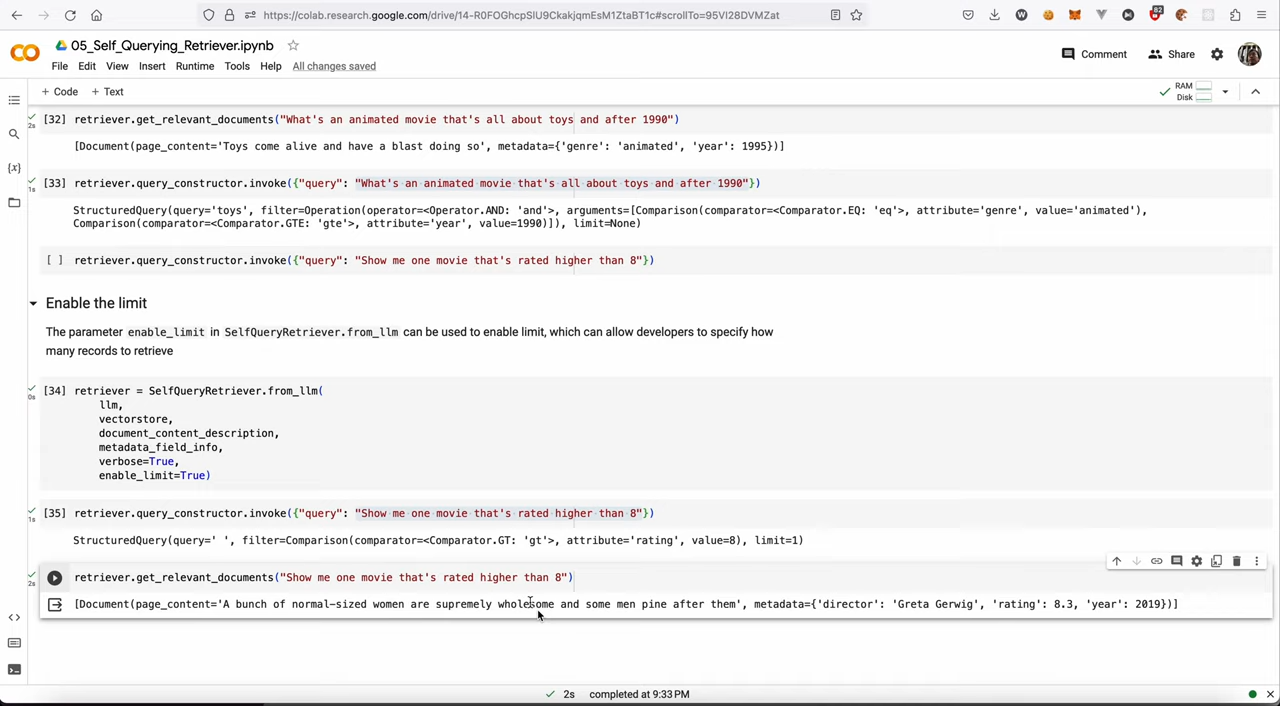 https://colab.research.google.com/drive/14-R0FOGhcpSIU9CkakjqmEsM1ZtaBT1c#scrollTo=95VI28DVMZat
82
05_Self_Querying_Retriever.ipynb
File Edit View Insert Runtime Tools Help All changes saved
Comment Share
+ Code + Text
RAM
Disk
[32] retriever.get_relevant_documents("What's an animated movie that's all about toys and after 1990")
2s
[Document(page_content='Toys come alive and have a blast doing so', metadata={'genre': 'animated', 'year': 1995})]
[33] retriever.query_constructor.invoke({"query": "What's an animated movie that's all about toys and after 1990"})
1s
StructuredQuery(query='toys', filter=Operation(operator=<Operator.AND: 'and'>, arguments=[Comparison(comparator=<Comparator.EQ: 'eq'>, attribute='genre', value='animated'),
Comparison(comparator=<Comparator.GTE: 'gte'>, attribute='year', value=1990)]), limit=None)
[ ] retriever.query_constructor.invoke({"query": "Show me one movie that's rated higher than 8"})
Enable the limit
The parameter enable_limit in SelfQueryRetriever.from_llm can be used to enable limit, which can allow developers to specify how
many records to retrieve
[34] retriever = SelfQueryRetriever.from_llm(
0s
llm,
vectorstore,
document_content_description,
metadata_field_info,
verbose=True,
enable_limit=True)
[35] retriever.query_constructor.invoke({"query": "Show me one movie that's rated higher than 8"})
1s
StructuredQuery(query=' ', filter=Comparison(comparator=<Comparator.GT: 'gt'>, attribute='rating', value=8), limit=1)
retriever.get_relevant_documents("Show me one movie that's rated higher than 8")
2s
[Document(page_content='A bunch of normal-sized women are supremely wholesome and some men pine after them', metadata={'director': 'Greta Gerwig', 'rating': 8.3, 'year': 2019})]
2s completed at 9:33 PM